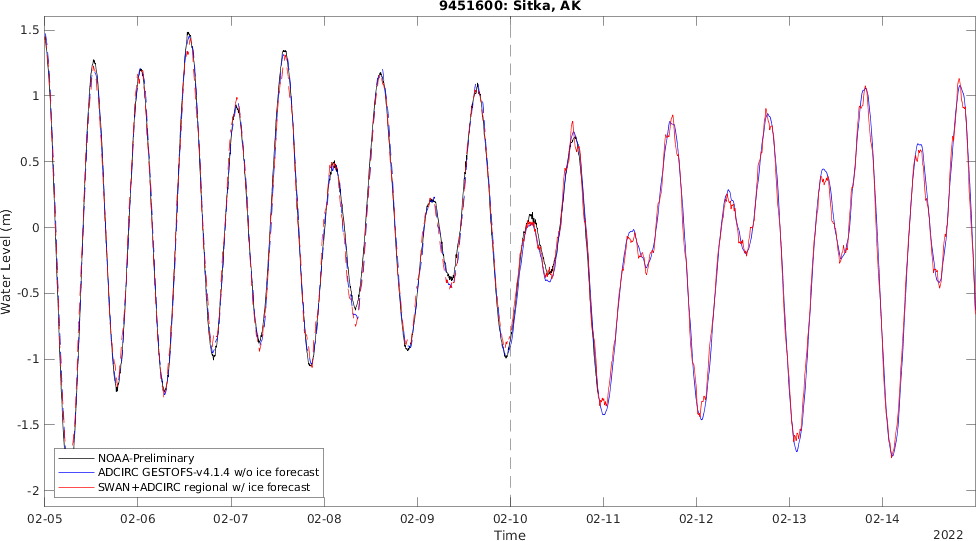 9451600: Sitka, AK
Water Level (m)
1.5
1
0.5
0
-0.5
-1
-1.5
-2
NOAA-Preliminary
ADCIRC GESTOFS-v4.1.4 w/o ice forecast
SWAN+ADCIRC regional w/ ice forecast
02-05 02-06 02-07 02-08 02-09 02-10 02-11 02-12 02-13 02-14
Time
2022